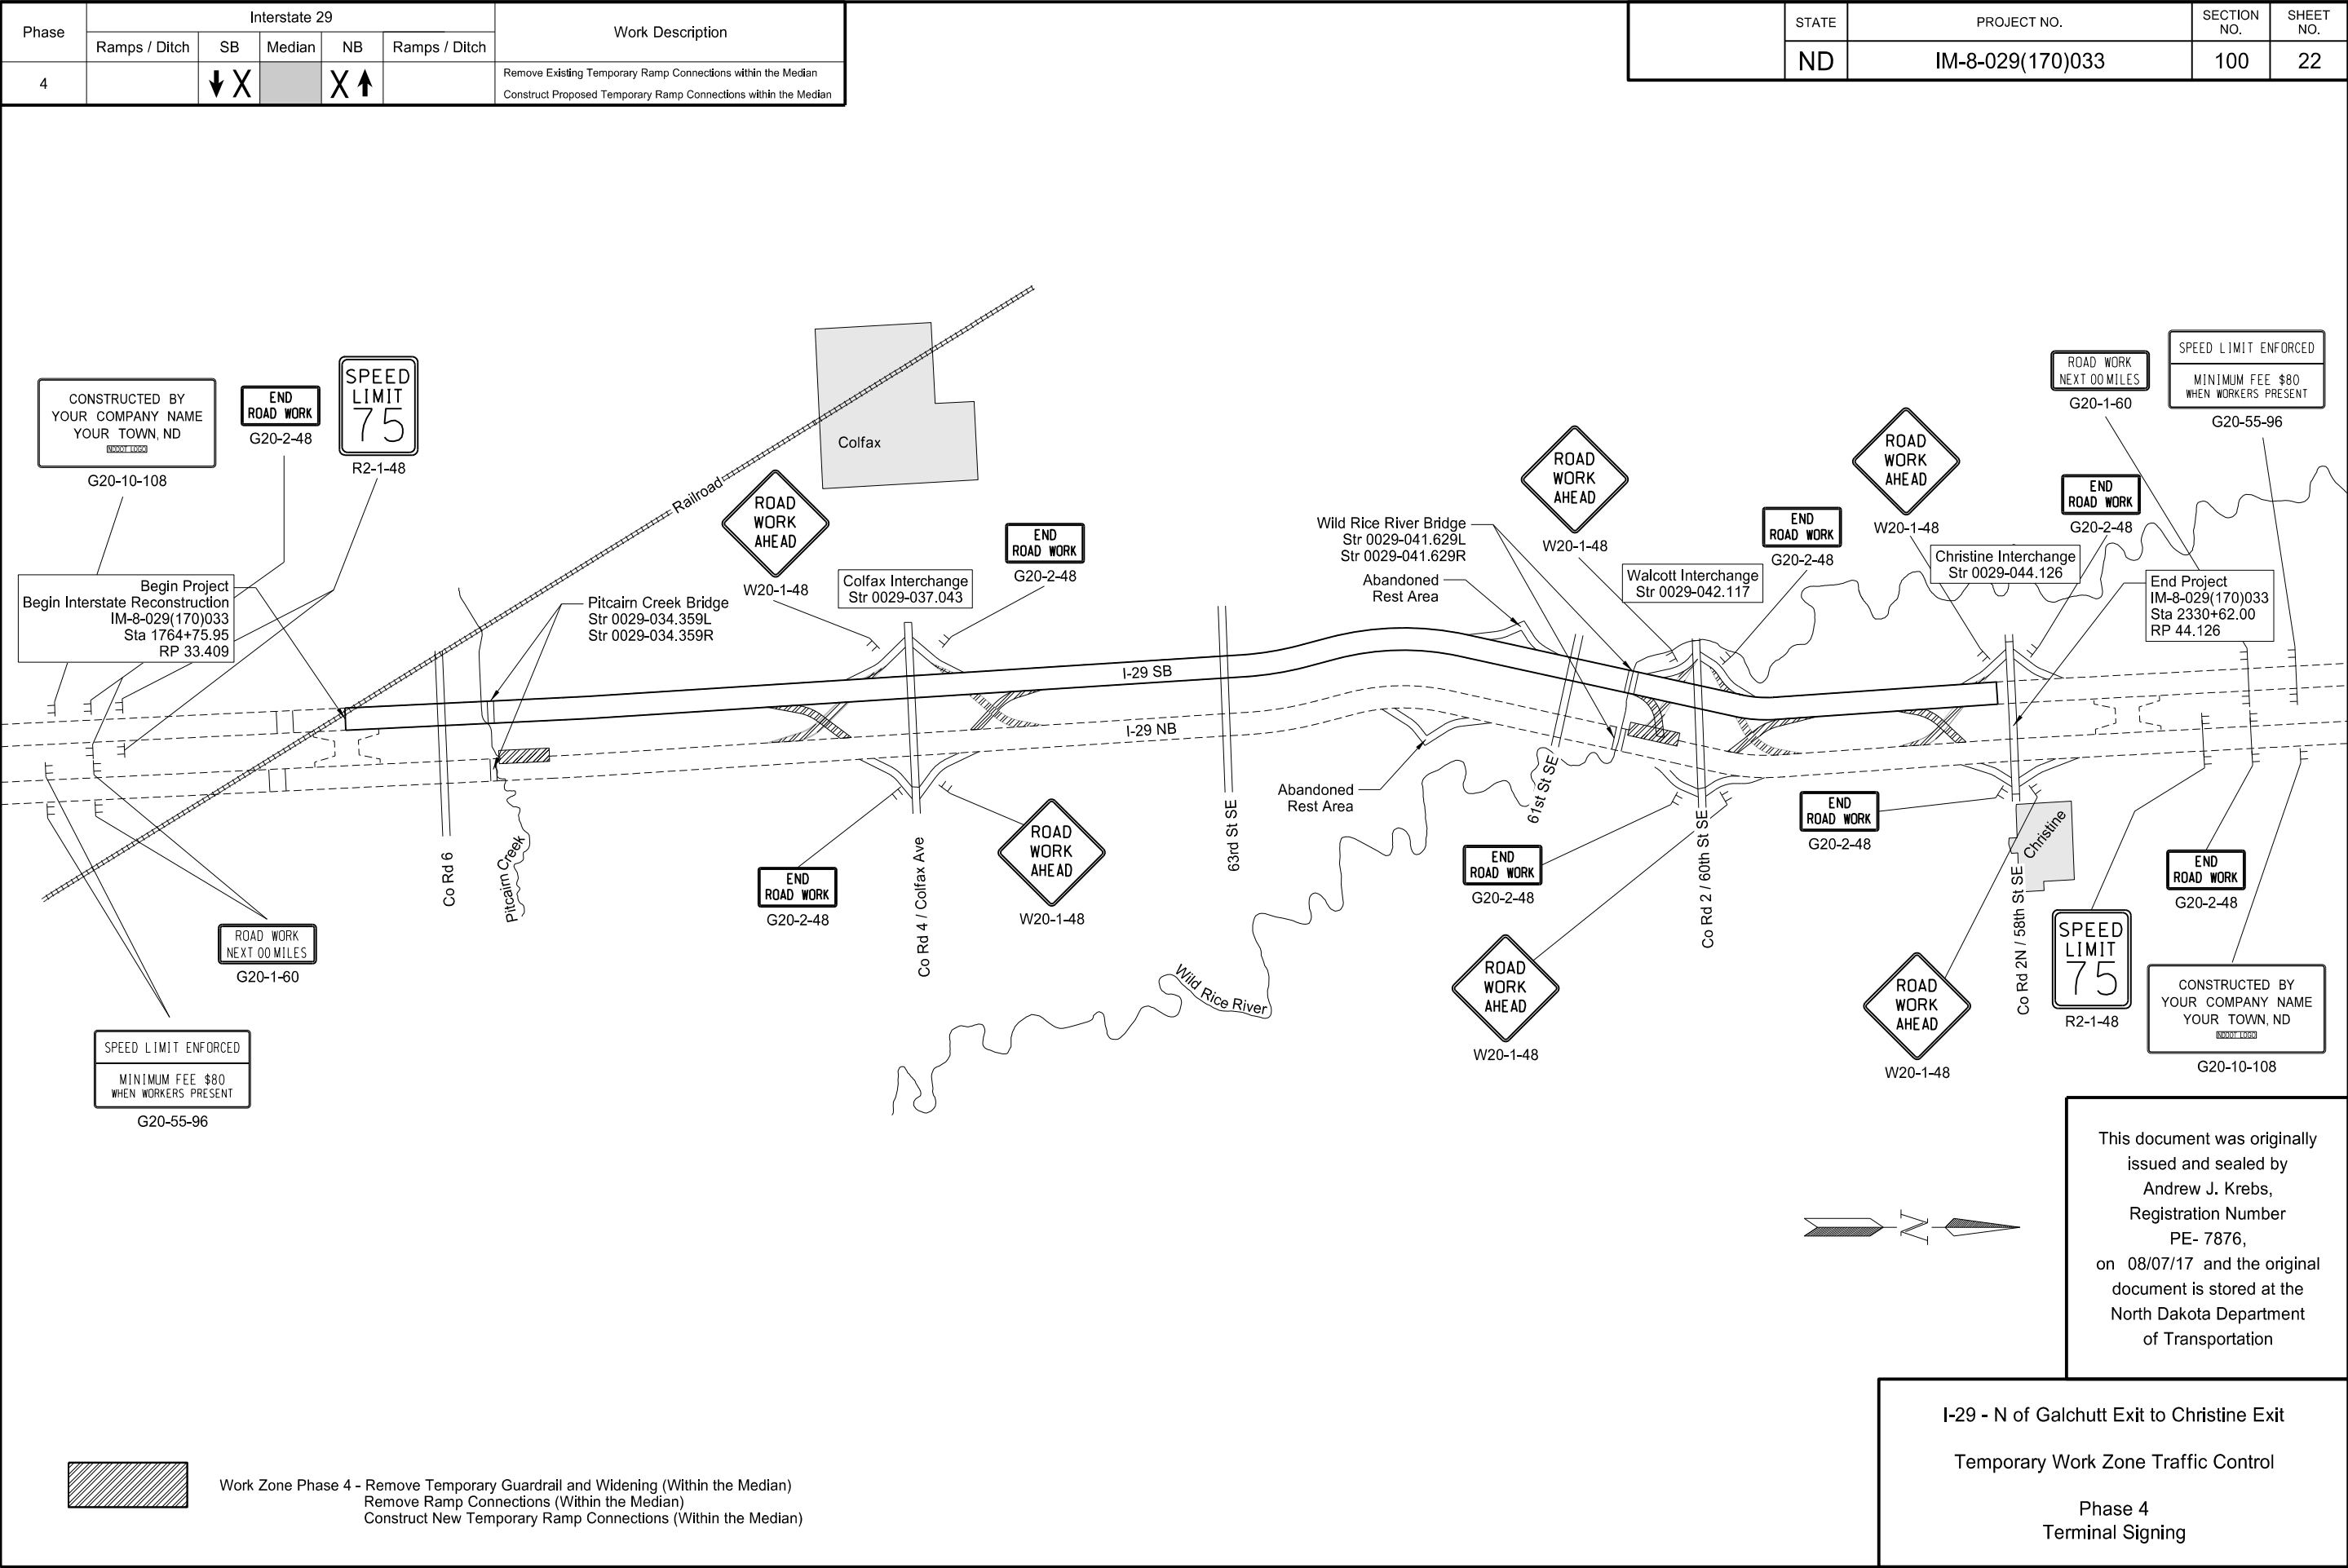 Phase
Interstate 29
Ramps / Ditch
SB
Median
NB
Ramps / Ditch
Work Description
4
X
X
Remove Existing Temporary Ramp Connections within the Median
Construct Proposed Temporary Ramp Connections within the Median
STATE
PROJECT NO.
SECTION
NO.
SHEET
NO.
ND
IM-8-029(170)033
100
22
CONSTRUCTED BY
YOUR COMPANY NAME
YOUR TOWN, ND
NDDOT LOGO
G20-10-108
END
ROAD WORK
G20-2-48
SPEED
LIMIT
75
R2-1-48
Begin Project
Begin Interstate Reconstruction
IM-8-029(170)033
Sta 1764+75.95
RP 33.409
Railroad
Colfax
Pitcairn Creek Bridge
Str 0029-034.359L
Str 0029-034.359R
ROAD
WORK
AHEAD
W20-1-48
Colfax Interchange
Str 0029-037.043
END
ROAD WORK
G20-2-48
Wild Rice River Bridge
Str 0029-041.629L
Str 0029-041.629R
Abandoned
Rest Area
ROAD
WORK
AHEAD
W20-1-48
Walcott Interchange
Str 0029-042.117
END
ROAD WORK
G20-2-48
ROAD
WORK
AHEAD
W20-1-48
Christine Interchange
Str 0029-044.126
END
ROAD WORK
G20-2-48
ROAD WORK
NEXT 00 MILES
G20-1-60
SPEED LIMIT ENFORCED
MINIMUM FEE $80
WHEN WORKERS PRESENT
G20-55-96
End Project
IM-8-029(170)033
Sta 2330+62.00
RP 44.126
I-29 SB
I-29 NB
Co Rd 6
Pitcairn Creek
Co Rd 4 / Colfax Ave
63rd St SE
61st St SE
Co Rd 2 / 60th St SE
Co Rd 2N / 58th St SE
Christine
Abandoned
Rest Area
Wild Rice River
ROAD WORK
NEXT 00 MILES
G20-1-60
SPEED LIMIT ENFORCED
MINIMUM FEE $80
WHEN WORKERS PRESENT
G20-55-96
END
ROAD WORK
G20-2-48
ROAD
WORK
AHEAD
W20-1-48
END
ROAD WORK
G20-2-48
ROAD
WORK
AHEAD
W20-1-48
END
ROAD WORK
G20-2-48
ROAD
WORK
AHEAD
W20-1-48
SPEED
LIMIT
75
R2-1-48
END
ROAD WORK
G20-2-48
CONSTRUCTED BY
YOUR COMPANY NAME
YOUR TOWN, ND
NDDOT LOGO
G20-10-108
N
This document was originally
issued and sealed by
Andrew J. Krebs,
Registration Number
PE- 7876,
on 08/07/17 and the original
document is stored at the
North Dakota Department
of Transportation
Work Zone Phase 4 - Remove Temporary Guardrail and Widening (Within the Median)
Remove Ramp Connections (Within the Median)
Construct New Temporary Ramp Connections (Within the Median)
I-29 - N of Galchutt Exit to Christine Exit
Temporary Work Zone Traffic Control
Phase 4
Terminal Signing